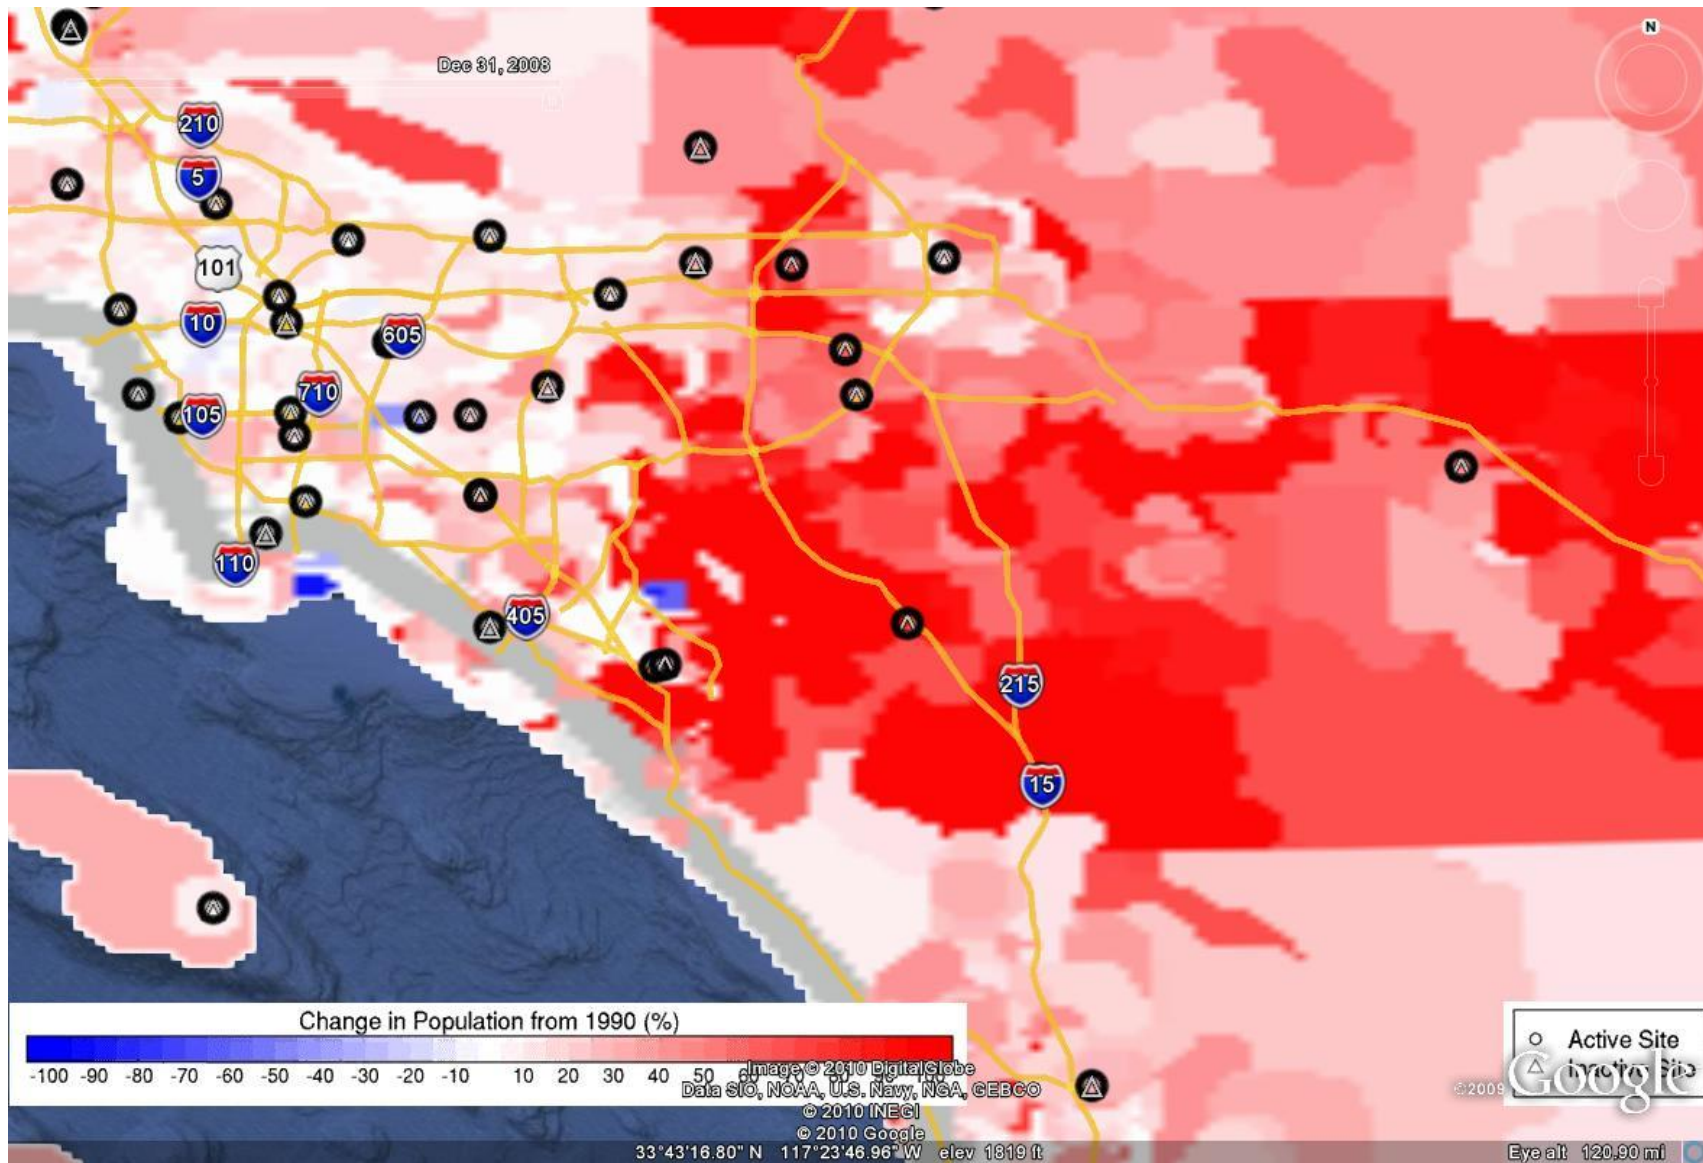 N
Dec 31, 2008
210
5
101
10
605
710
105
110
405
215
15
Change in Population from 1990 (%)
-100 -90 -80 -70 -60 -50 -40 -30 -20 -10 10 20 30 40 50
Active Site
Inactive Site
Image © 2010 DigitalGlobe
Data SIO, NOAA, U.S. Navy, NGA, GEBCO
© 2010 INEGI
© 2010 Google
©2009 Google
33°43'16.80" N 117°23'46.96" W elev 1819 ft
Eye alt 120.90 mi